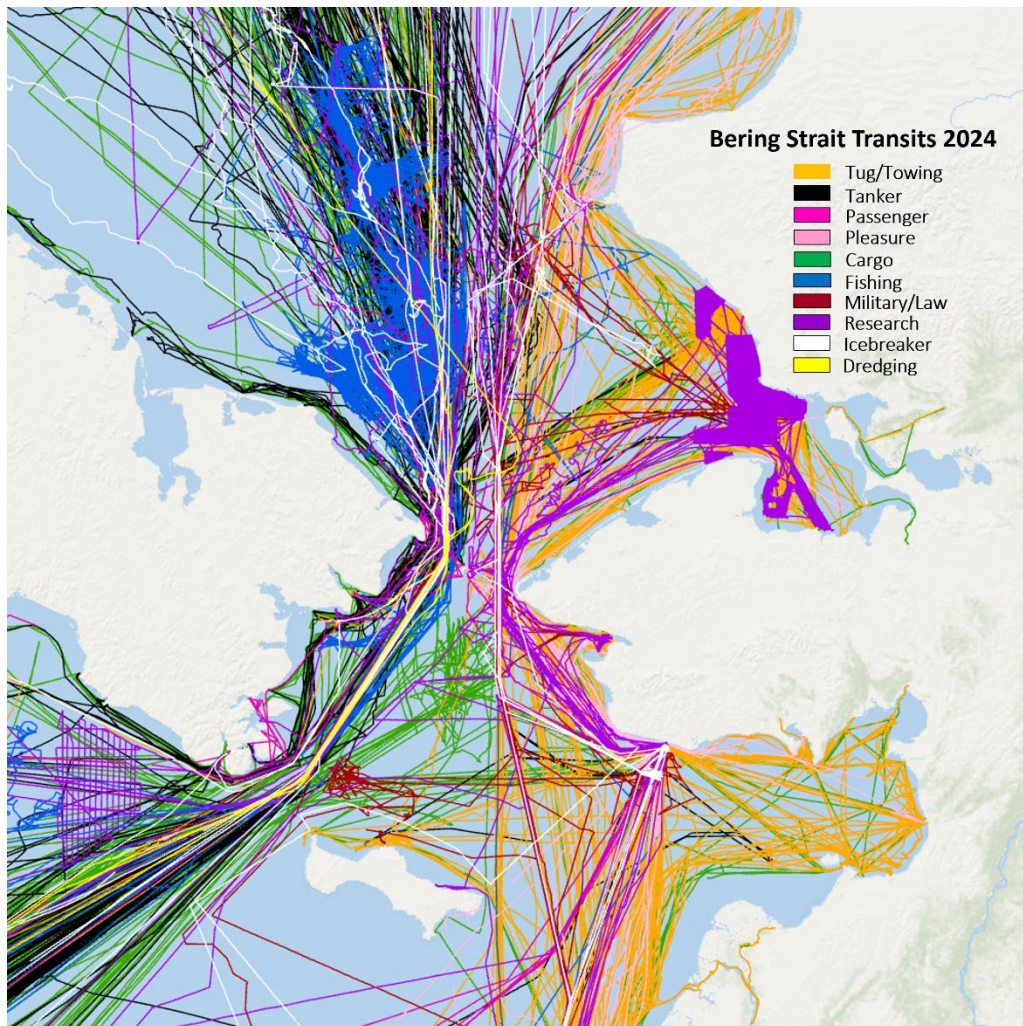 Bering Strait Transits 2024
Tug/Towing
Tanker
Passenger
Pleasure
Cargo
Fishing
Military/Law
Research
Icebreaker
Dredging